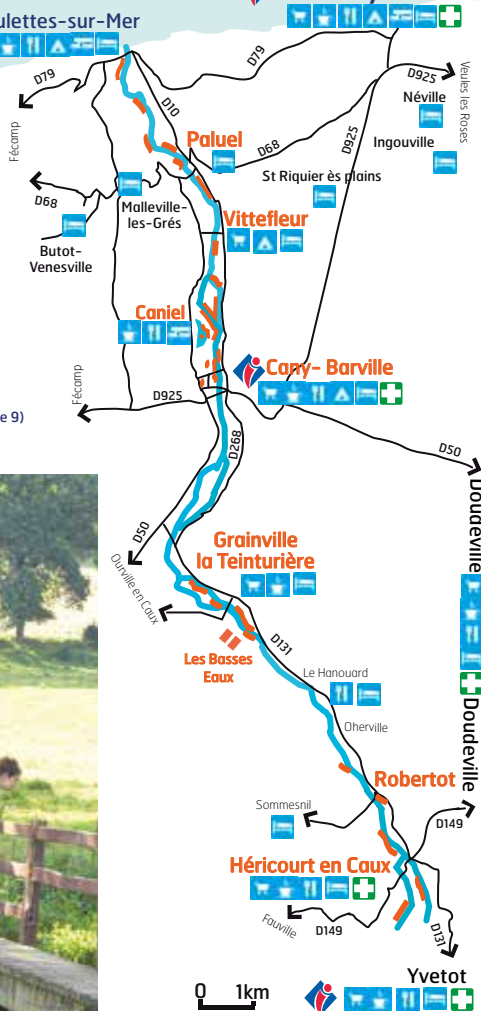 ulettes-sur-Mer
D79
D79
D925
Veules les Roses
Fécamp
D10
Néville
D925
Paluel
D68
Ingouville
St Riquier ès plains
D68
Malleville-
les-Grés
Vittefleur
Butot-
Venesville
Caniel
Cany- Barville
Fécamp
D925
e 9)
D268
D50
D50
Doudeville
Ourville en Caux
Grainville
la Teinturière
D131
Les Basses
Eaux
Le Hanouard
Oherville
Doudeville
Robertot
Sommesnil
D149
Héricourt en Caux
Fauville
D149
D131
Yvetot
0 1km